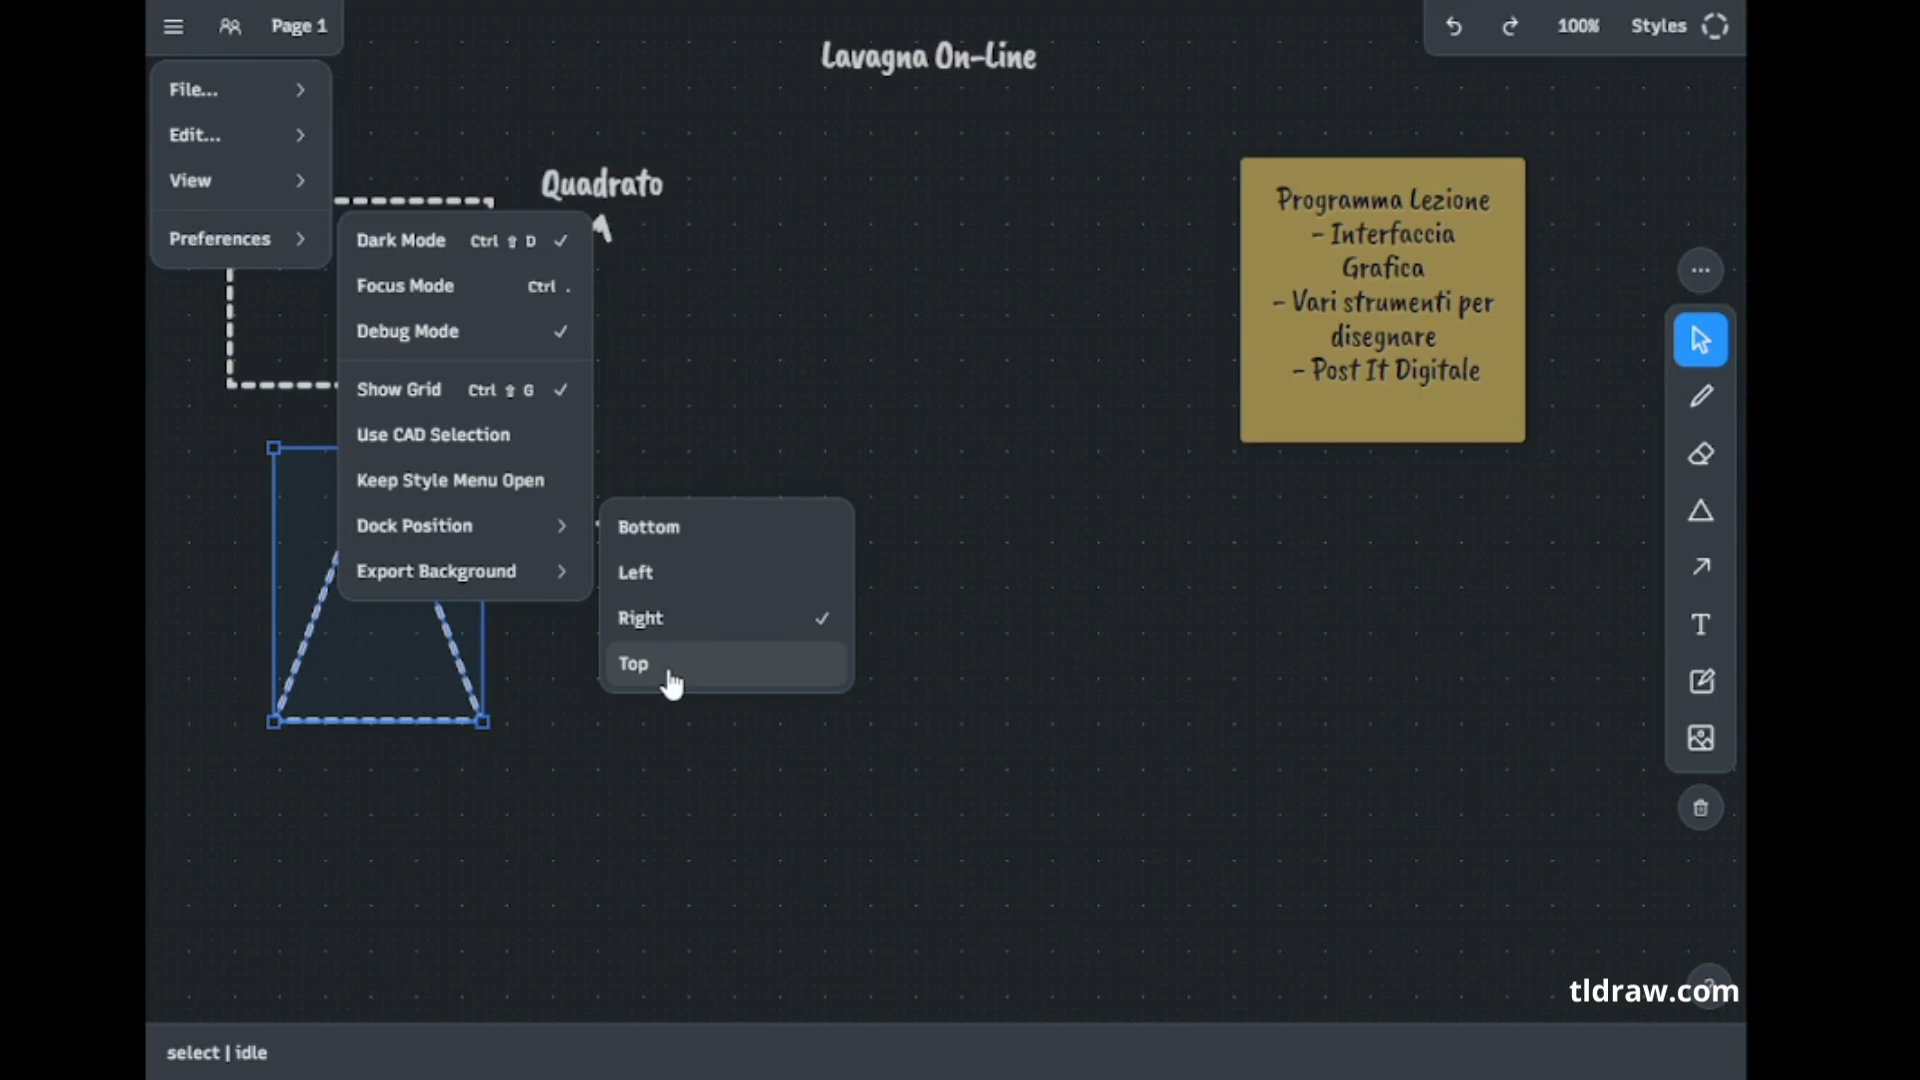 Page 1
100%
Styles
Lavagna On-Line
File...
Edit...
View
Preferences
Quadrato
Dark Mode Ctrl ⇧ D
Focus Mode Ctrl .
Debug Mode
Show Grid Ctrl ⇧ G
Use CAD Selection
Keep Style Menu Open
Dock Position
Export Background
Bottom
Left
Right
Top
Programma Lezione
- Interfaccia
Grafica
- Vari strumenti per
disegnare
- Post It Digitale
T
tldraw.com
select | idle